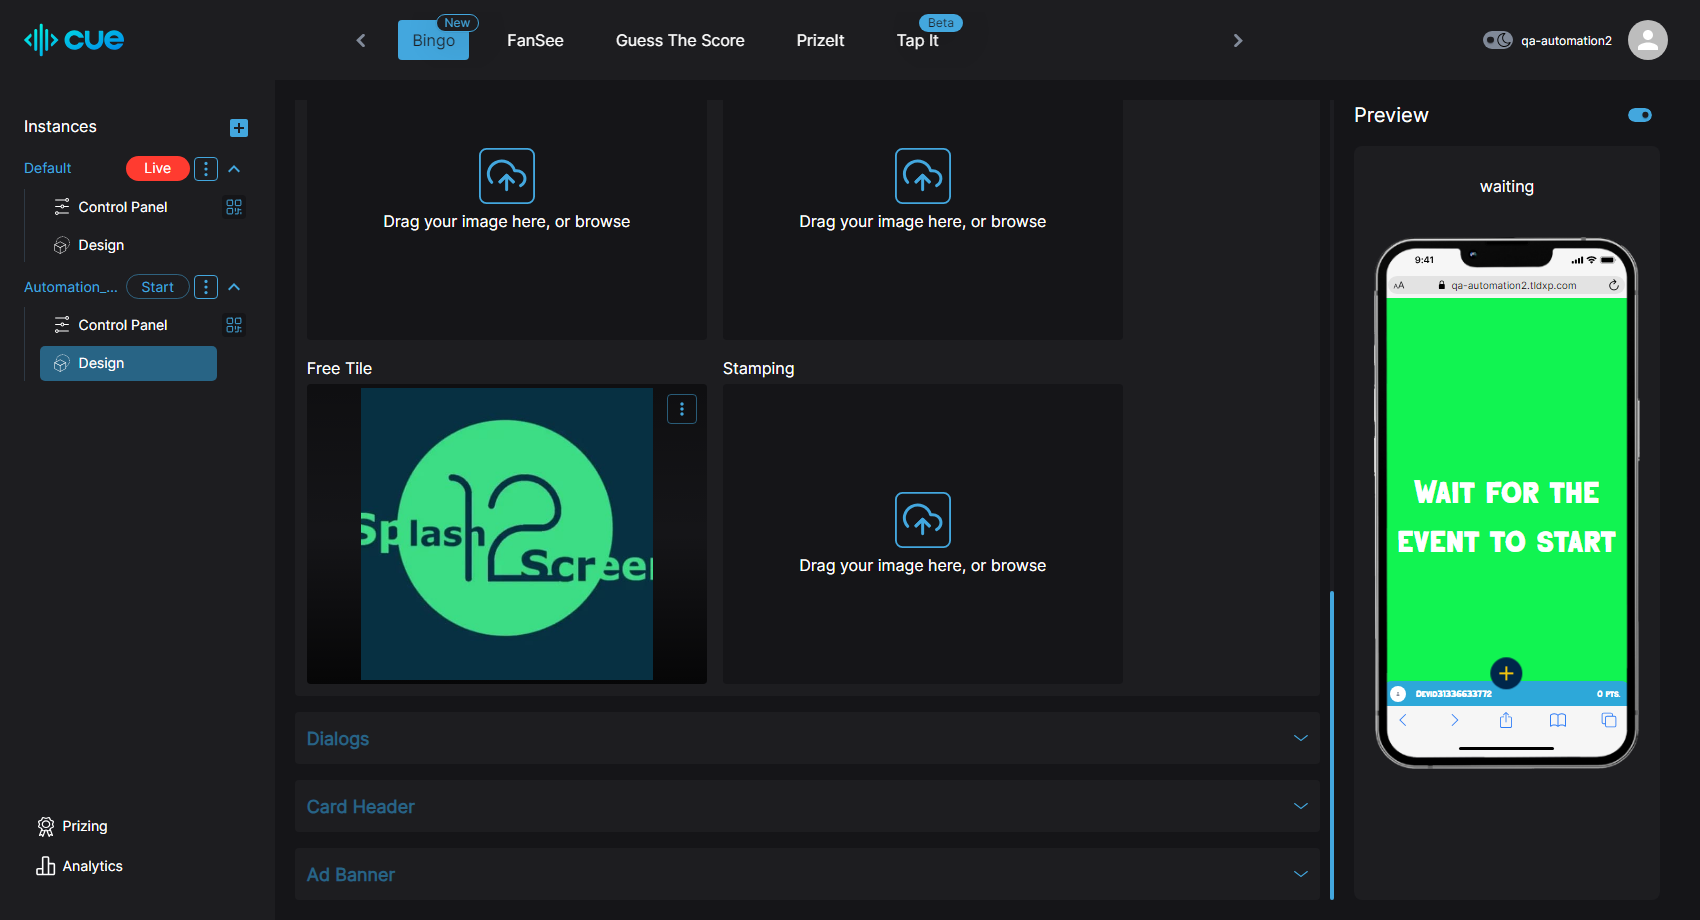 cue
New
Bingo
FanSee
Guess The Score
PrizeIt
Beta
Tap It
qa-automation2
Instances
Default
Live
Control Panel
Design
Automation_...
Start
Control Panel
Design
Prizing
Analytics
Drag your image here, or browse
Drag your image here, or browse
Free Tile
Stamping
Splash
12
Screen
Drag your image here, or browse
Dialogs
Card Header
Ad Banner
Preview
waiting
9:41
AA
qa-automation2.tldxp.com
WAIT FOR THE
EVENT TO START
DEVID31336633772
0 PTS.